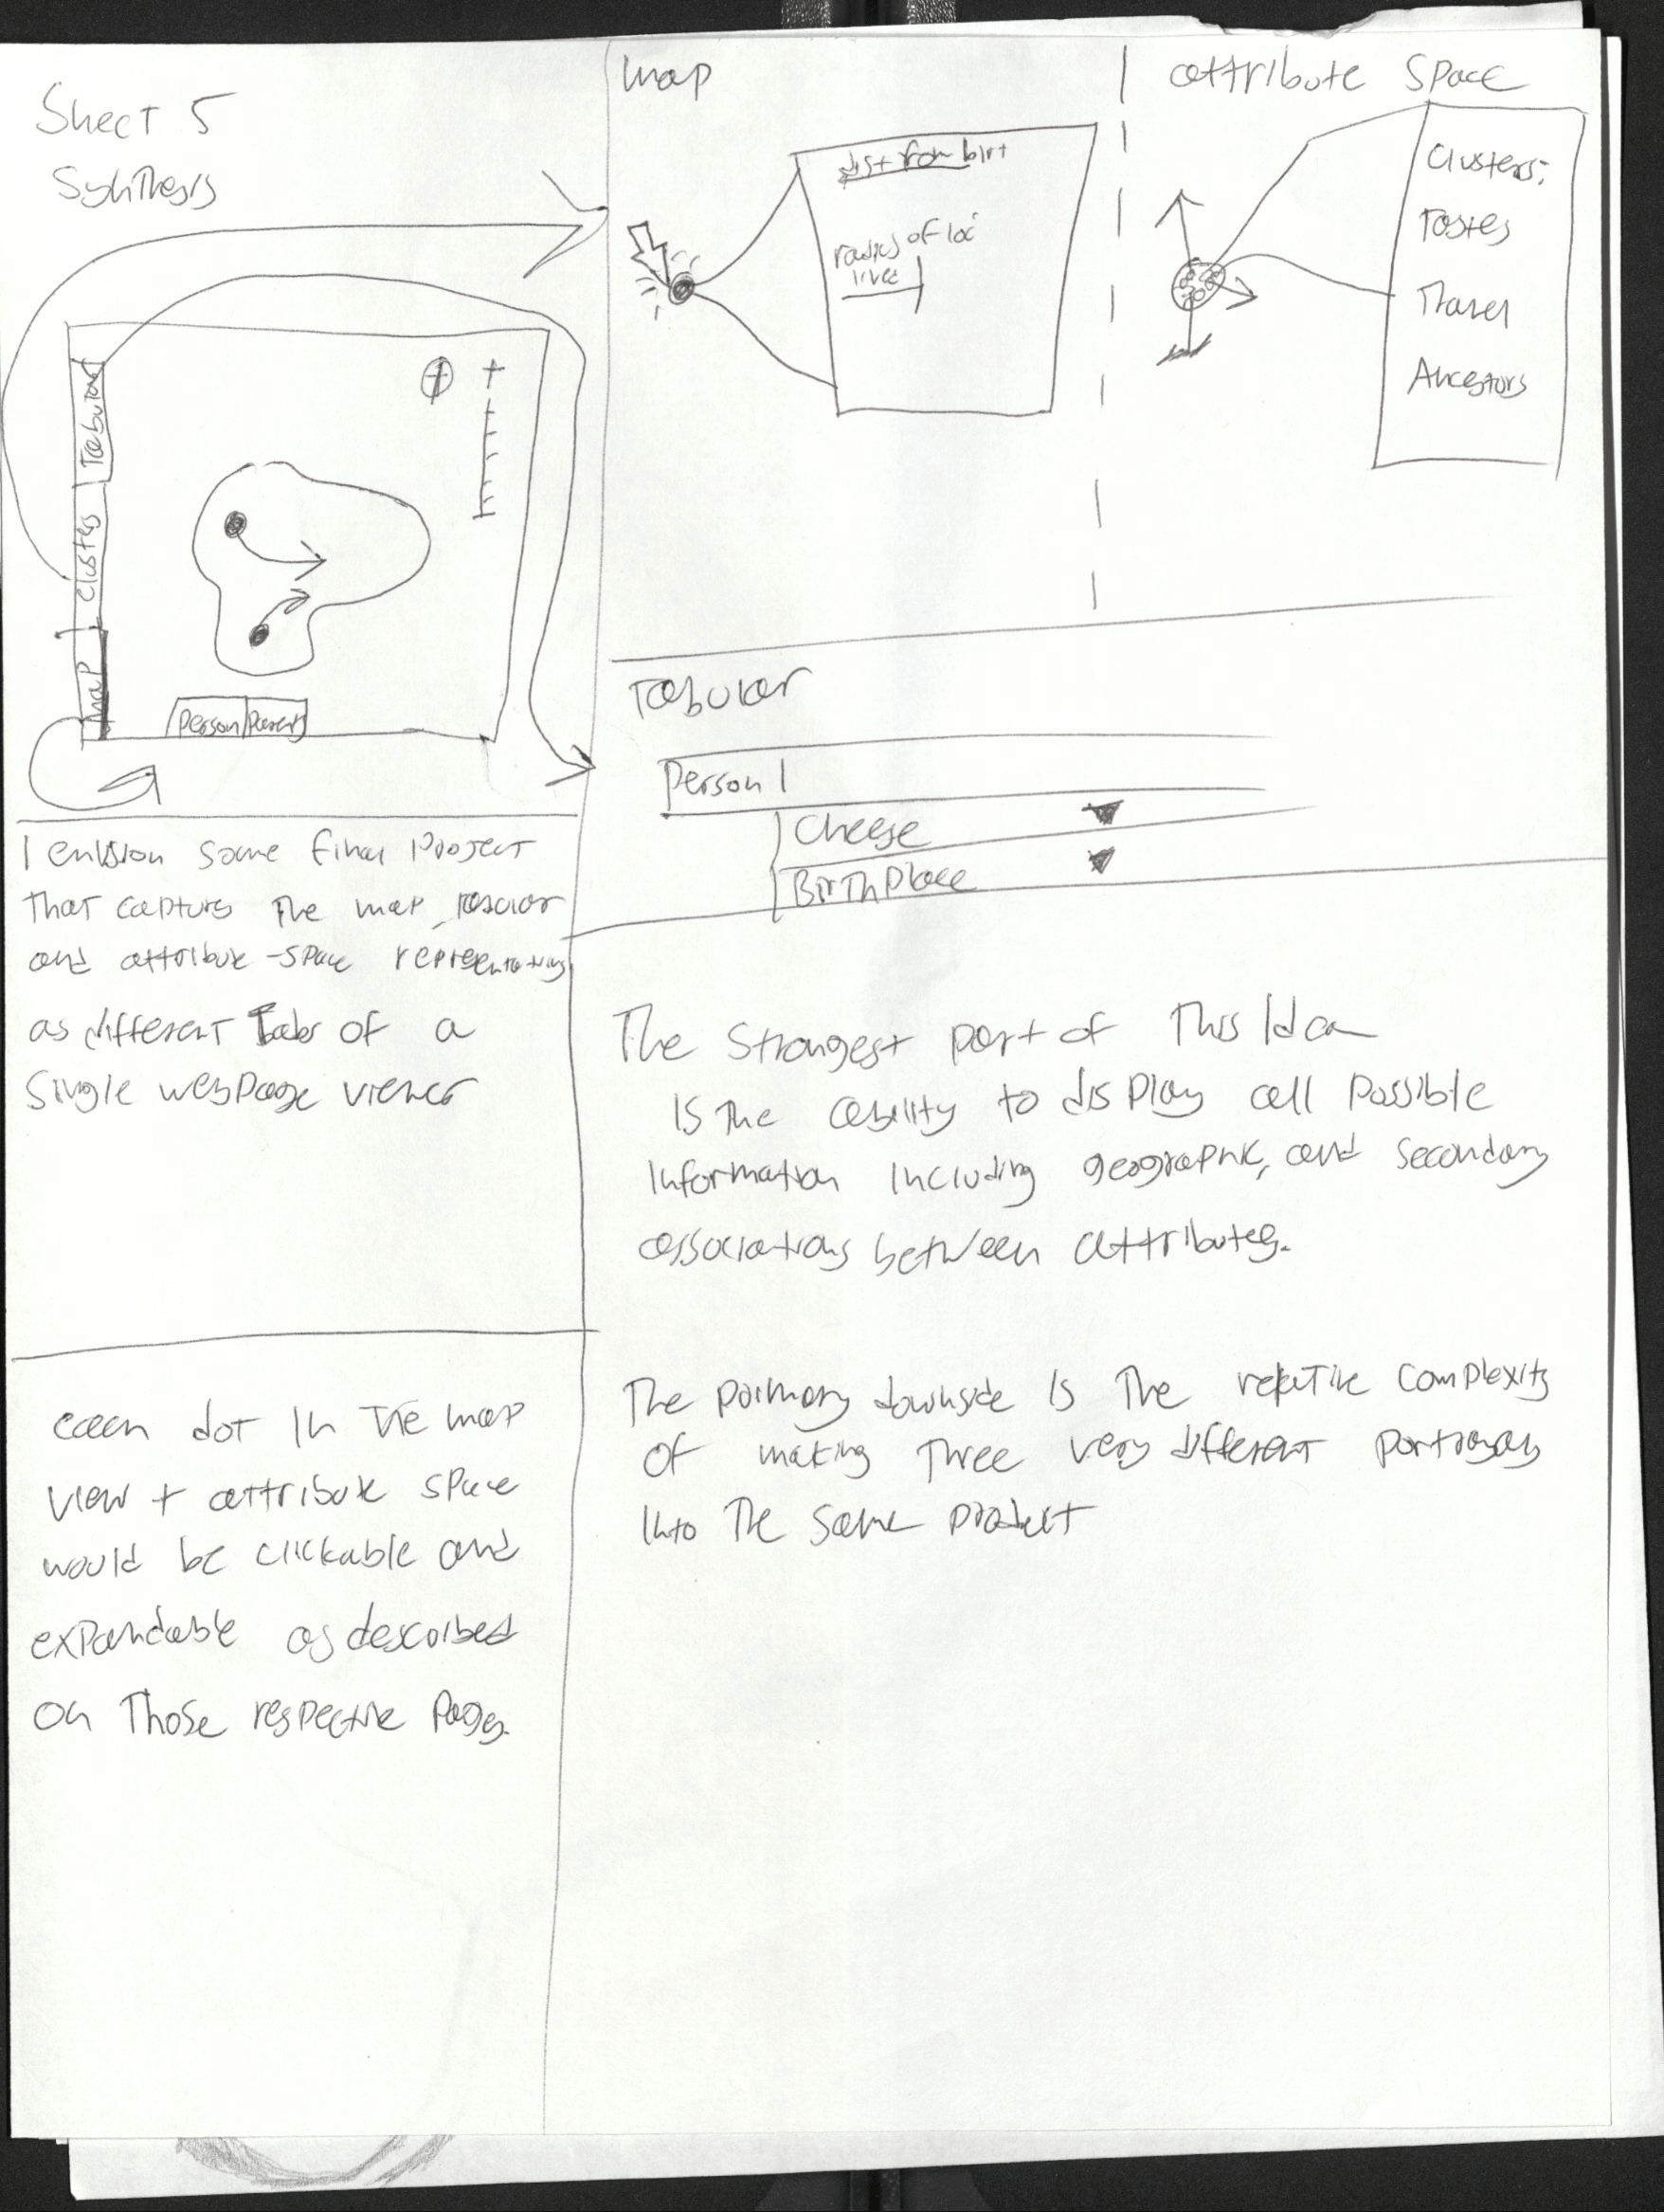 Sheet 5
Synthesis
Tabular
Clusters
map
Person
Parents
I envision some final Project
that captures the map, tabular
and attribute-space representations
as different Tabs of a
single webpage viewer
each dot in the map
view + attribute space
would be clickable and
expandable as described
on Those respective Pages.
map
dist from birt
radius of loc
lived
attribute space
Clusters:
Tastes
Travel
Ancestors
Tabular
Person 1
Cheese
BirthPlace
The strongest part of This Idea
Is The ability to display all possible
Information including geographic, and secondary
associations between attributes.
The primary downside is The relative complexity
Of making Three very different portrayals
Into The same product